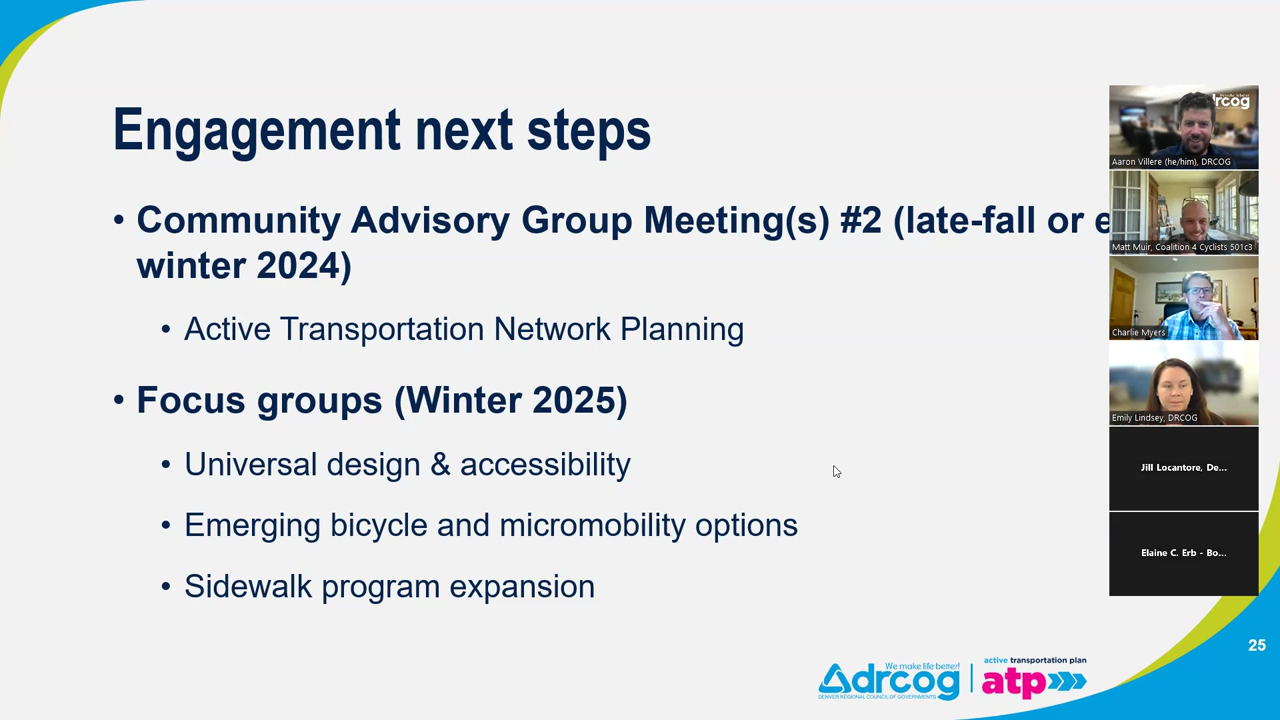 Engagement next steps
• Community Advisory Group Meeting(s) #2 (late-fall or e
winter 2024)
• Active Transportation Network Planning
• Focus groups (Winter 2025)
• Universal design & accessibility
• Emerging bicycle and micromobility options
• Sidewalk program expansion
drcog
Aaron Villere (he/him), DRCOG
Matt Muir, Coalition 4 Cyclists 501c3
Charlie Myers
Emily Lindsey, DRCOG
Jill Locantore, De...
Elaine C. Erb - Bo...
25
We make life better!
drcog
DENVER REGIONAL COUNCIL OF GOVERNMENTS
active transportation plan
atp